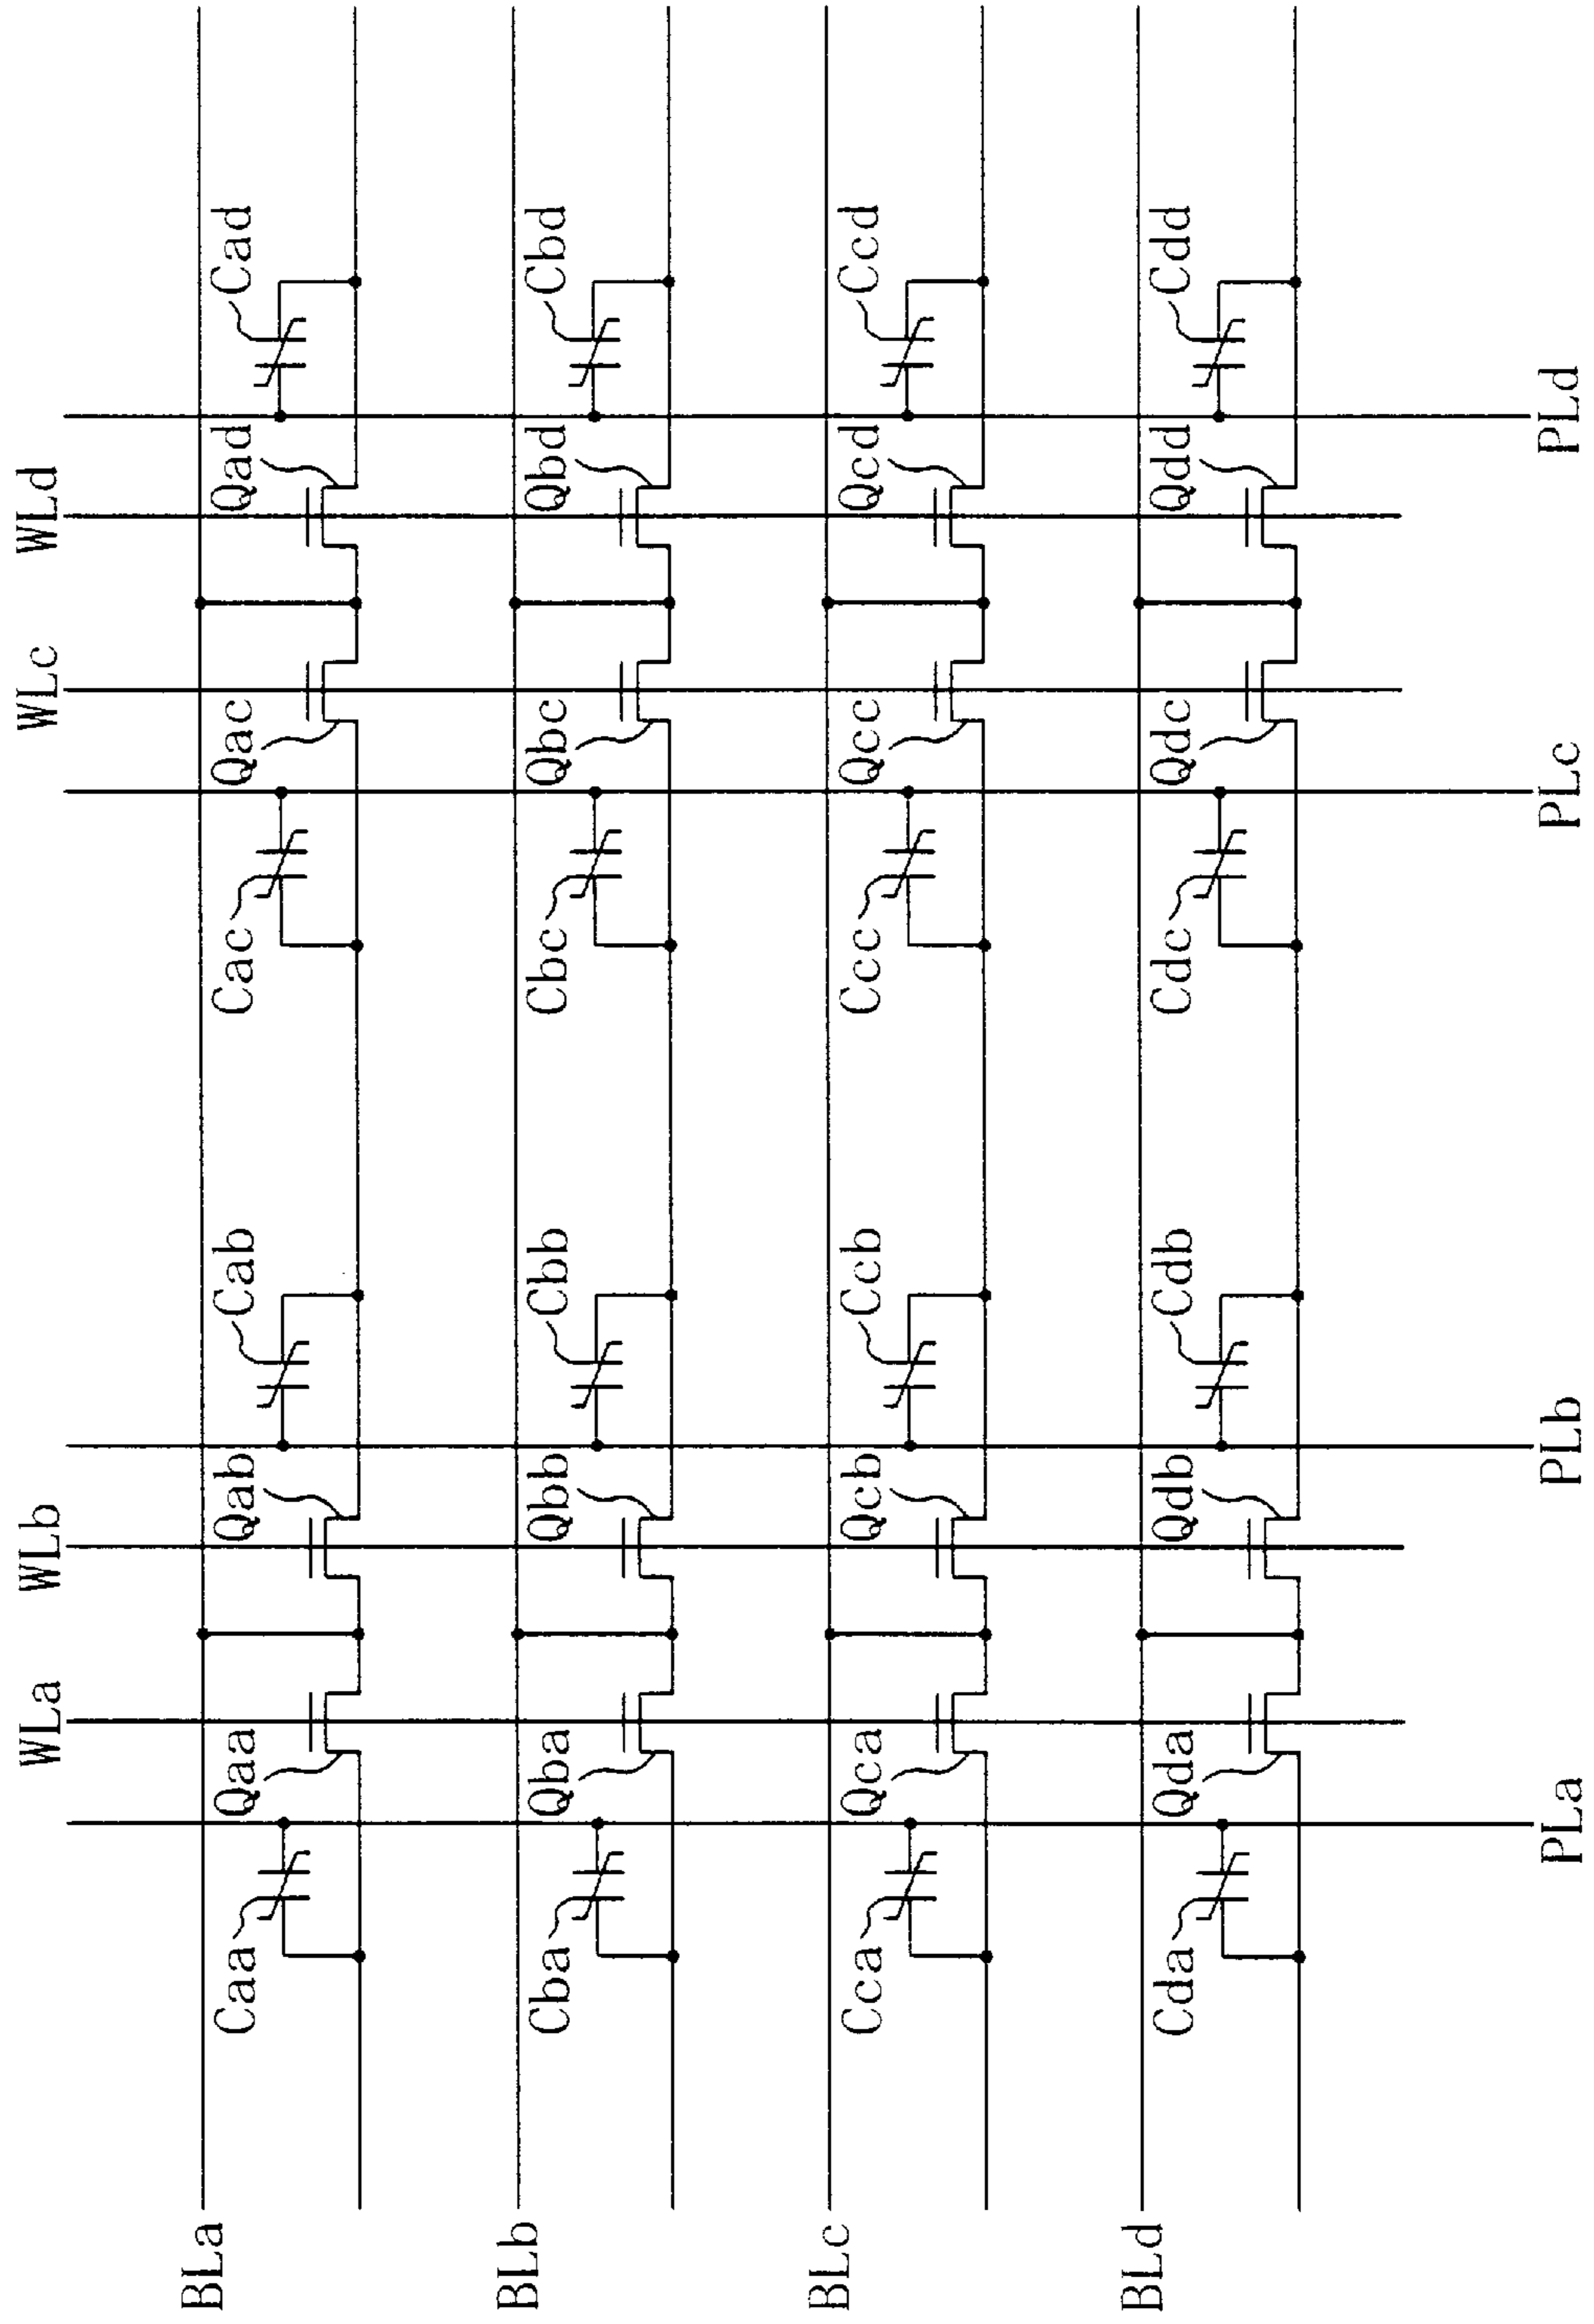 WLa WLb WLc WLd
BLa
Caa Qaa Qab Cab Cac Qac Qad Cad
BLb
Cba Qba Qbb Cbb Cbc Qbc Qbd Cbd
BLc
Cca Qca Qcb Ccb Ccc Qcc Qcd Ccd
BLd
Cda Qda Qdb Cdb Cdc Qdc Qdd Cdd
PLa PLb PLc PLd